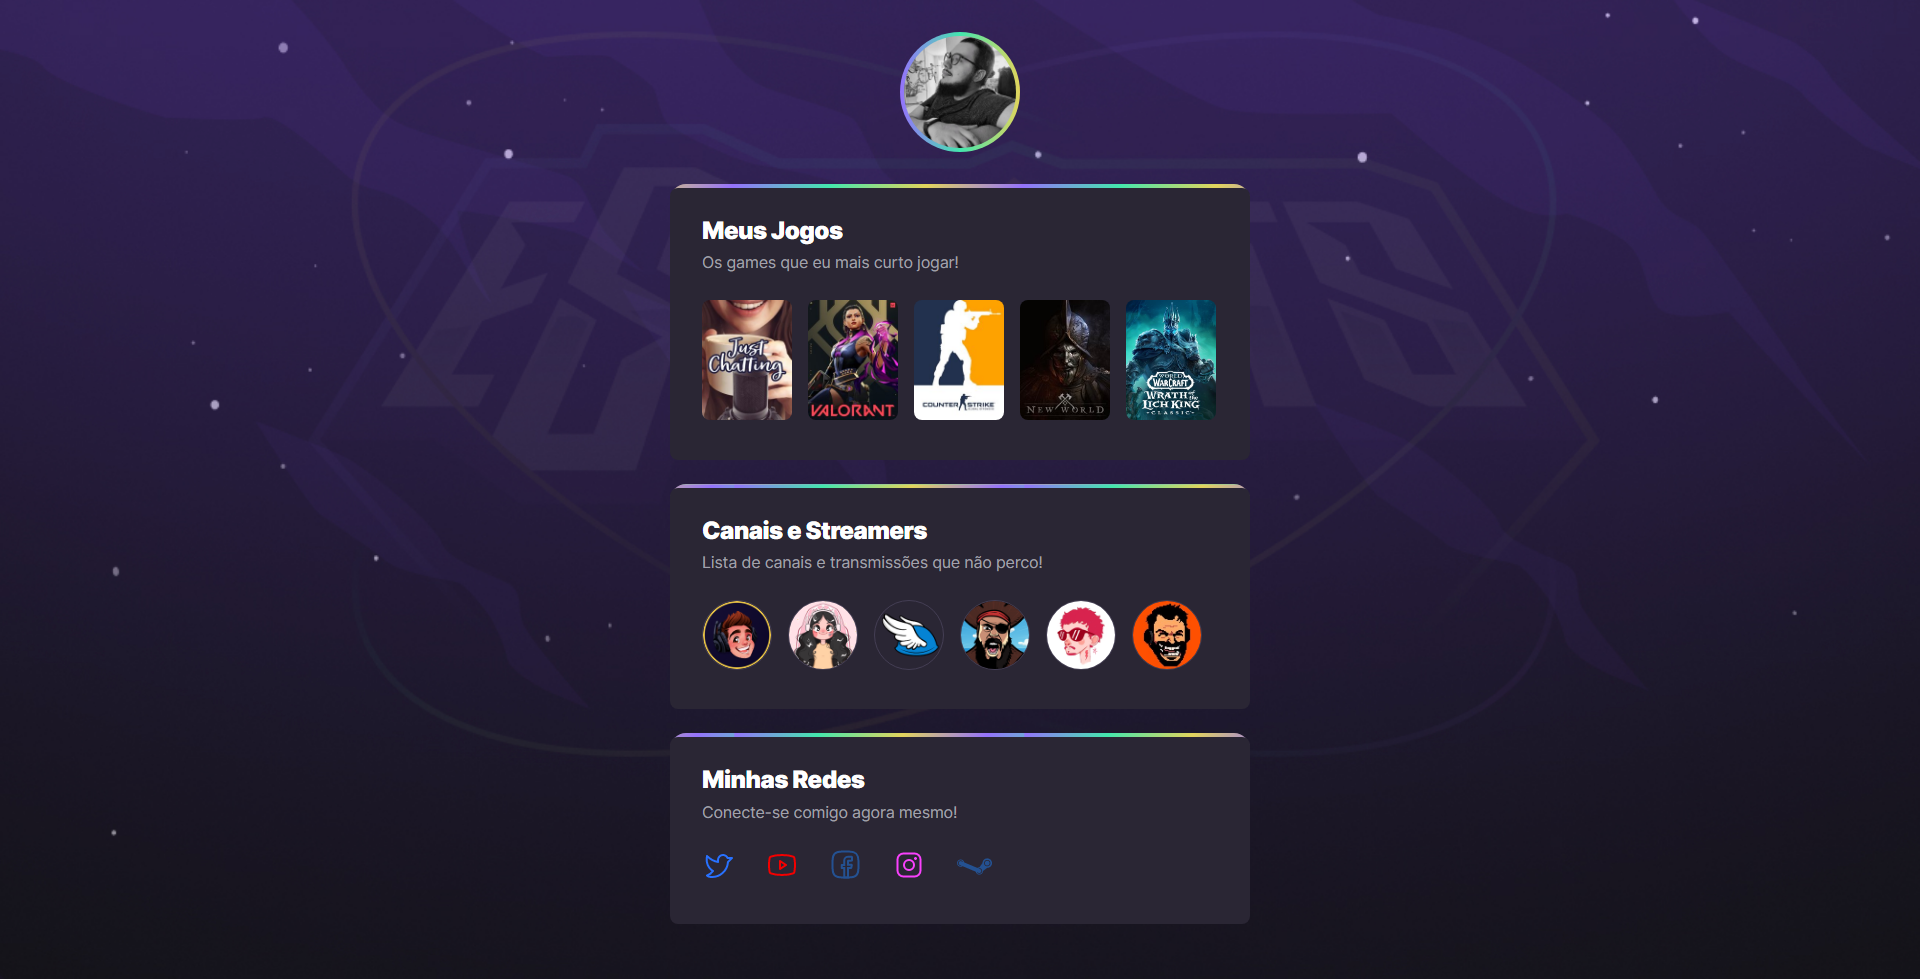 Meus Jogos
Os games que eu mais curto jogar!
Just
Chatting
VALORANT
COUNTER STRIKE
NEW WORLD
WORLD
WARCRAFT
WRATH of the
LICH KING
CLASSIC
Canais e Streamers
Lista de canais e transmissões que não perco!
Minhas Redes
Conecte-se comigo agora mesmo!